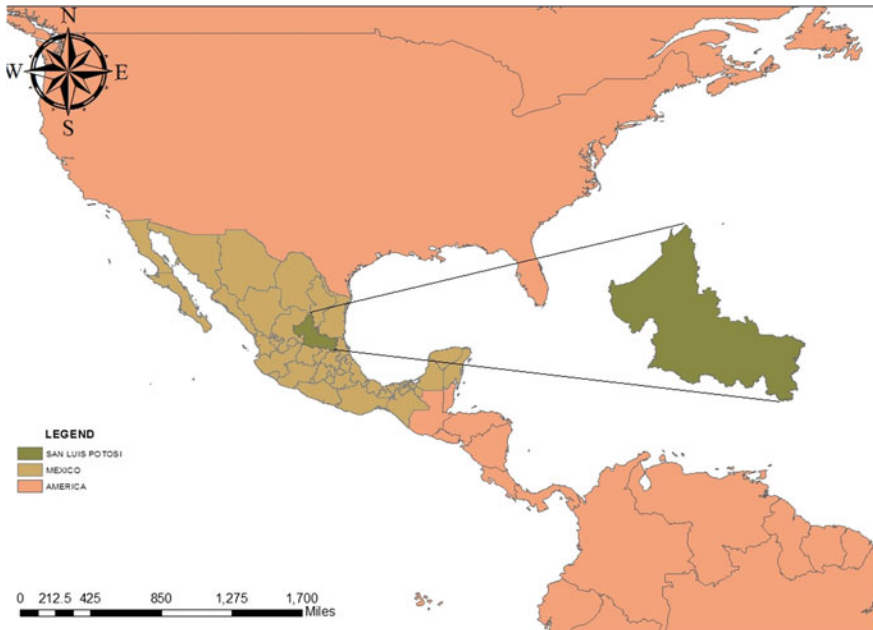 N
W E
S
LEGEND
SAN LUIS POTOSI
MEXICO
AMERICA
0 212.5 425 850 1,275 1,700
Miles